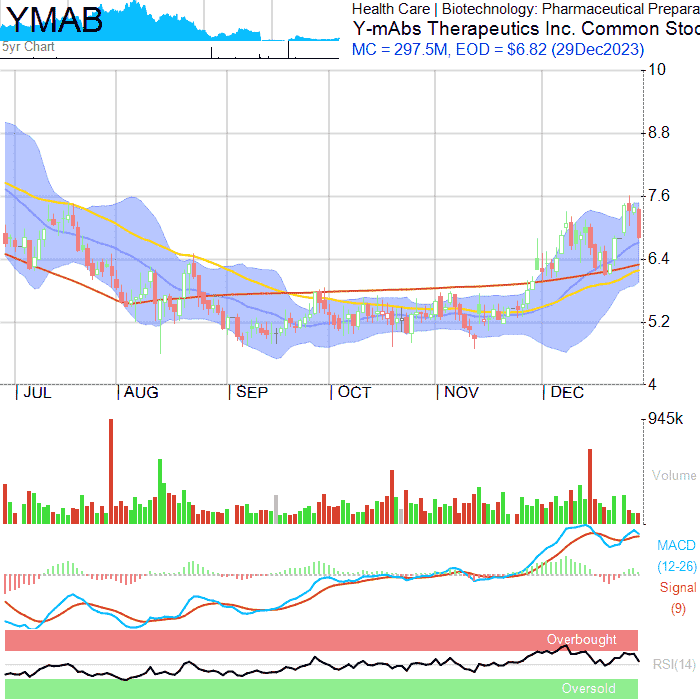 YMAB
5yr Chart
Health Care | Biotechnology: Pharmaceutical Prepara
Y-mAbs Therapeutics Inc. Common Stoc
MC = 297.5M, EOD = $6.82 (29Dec2023)
10
8.8
7.6
6.4
5.2
4
JUL AUG SEP OCT NOV DEC
945k
Volume
MACD
(12-26)
Signal
(9)
Overbought
RSI(14)
Oversold